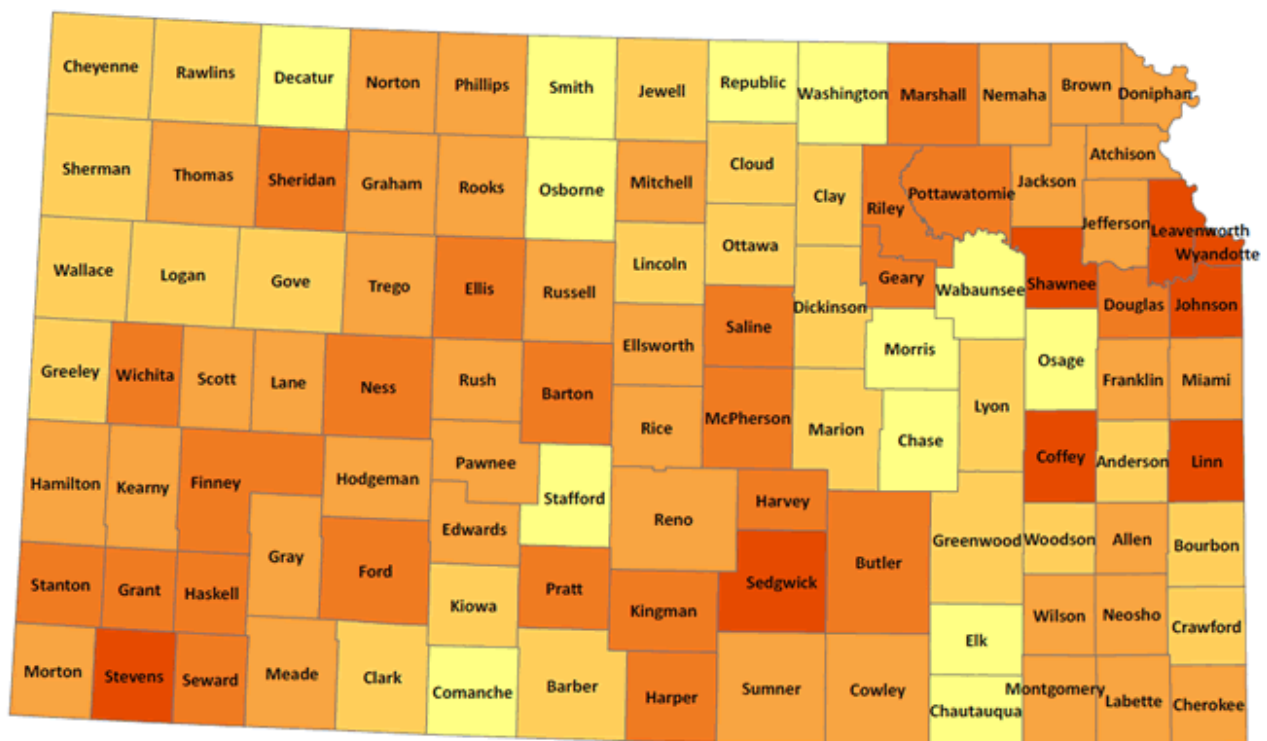 Cheyenne
Rawlins
Decatur
Norton
Phillips
Smith
Jewell
Republic
Washington
Marshall
Nemaha
Brown
Doniphan
Sherman
Thomas
Sheridan
Graham
Rooks
Osborne
Mitchell
Cloud
Clay
Riley
Pottawatomie
Jackson
Atchison
Jefferson
Leavenworth
Wyandotte
Wallace
Logan
Gove
Trego
Ellis
Russell
Lincoln
Ottawa
Dickinson
Geary
Wabaunsee
Shawnee
Douglas
Johnson
Greeley
Wichita
Scott
Lane
Ness
Rush
Barton
Ellsworth
Saline
Morris
Osage
Franklin
Miami
Rice
McPherson
Marion
Chase
Lyon
Coffey
Anderson
Linn
Hamilton
Kearny
Finney
Hodgeman
Pawnee
Stafford
Edwards
Reno
Harvey
Gray
Ford
Butler
Greenwood
Woodson
Allen
Bourbon
Stanton
Grant
Haskell
Kiowa
Pratt
Kingman
Sedgwick
Elk
Wilson
Neosho
Crawford
Morton
Stevens
Seward
Meade
Clark
Comanche
Barber
Harper
Sumner
Cowley
Chautauqua
Montgomery
Labette
Cherokee